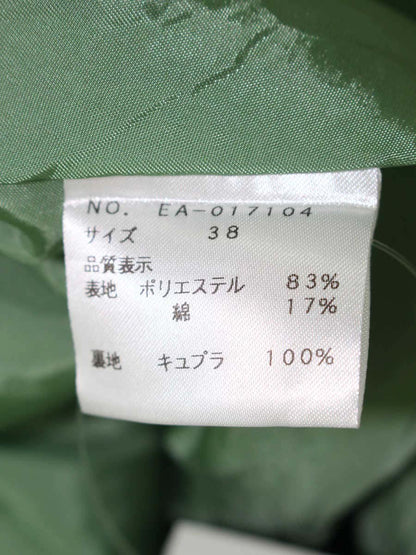 NO. EA-017104
サイズ 38
品質表示
表地 ポリエステル 83%
綿 17%
裏地 キュプラ 100%